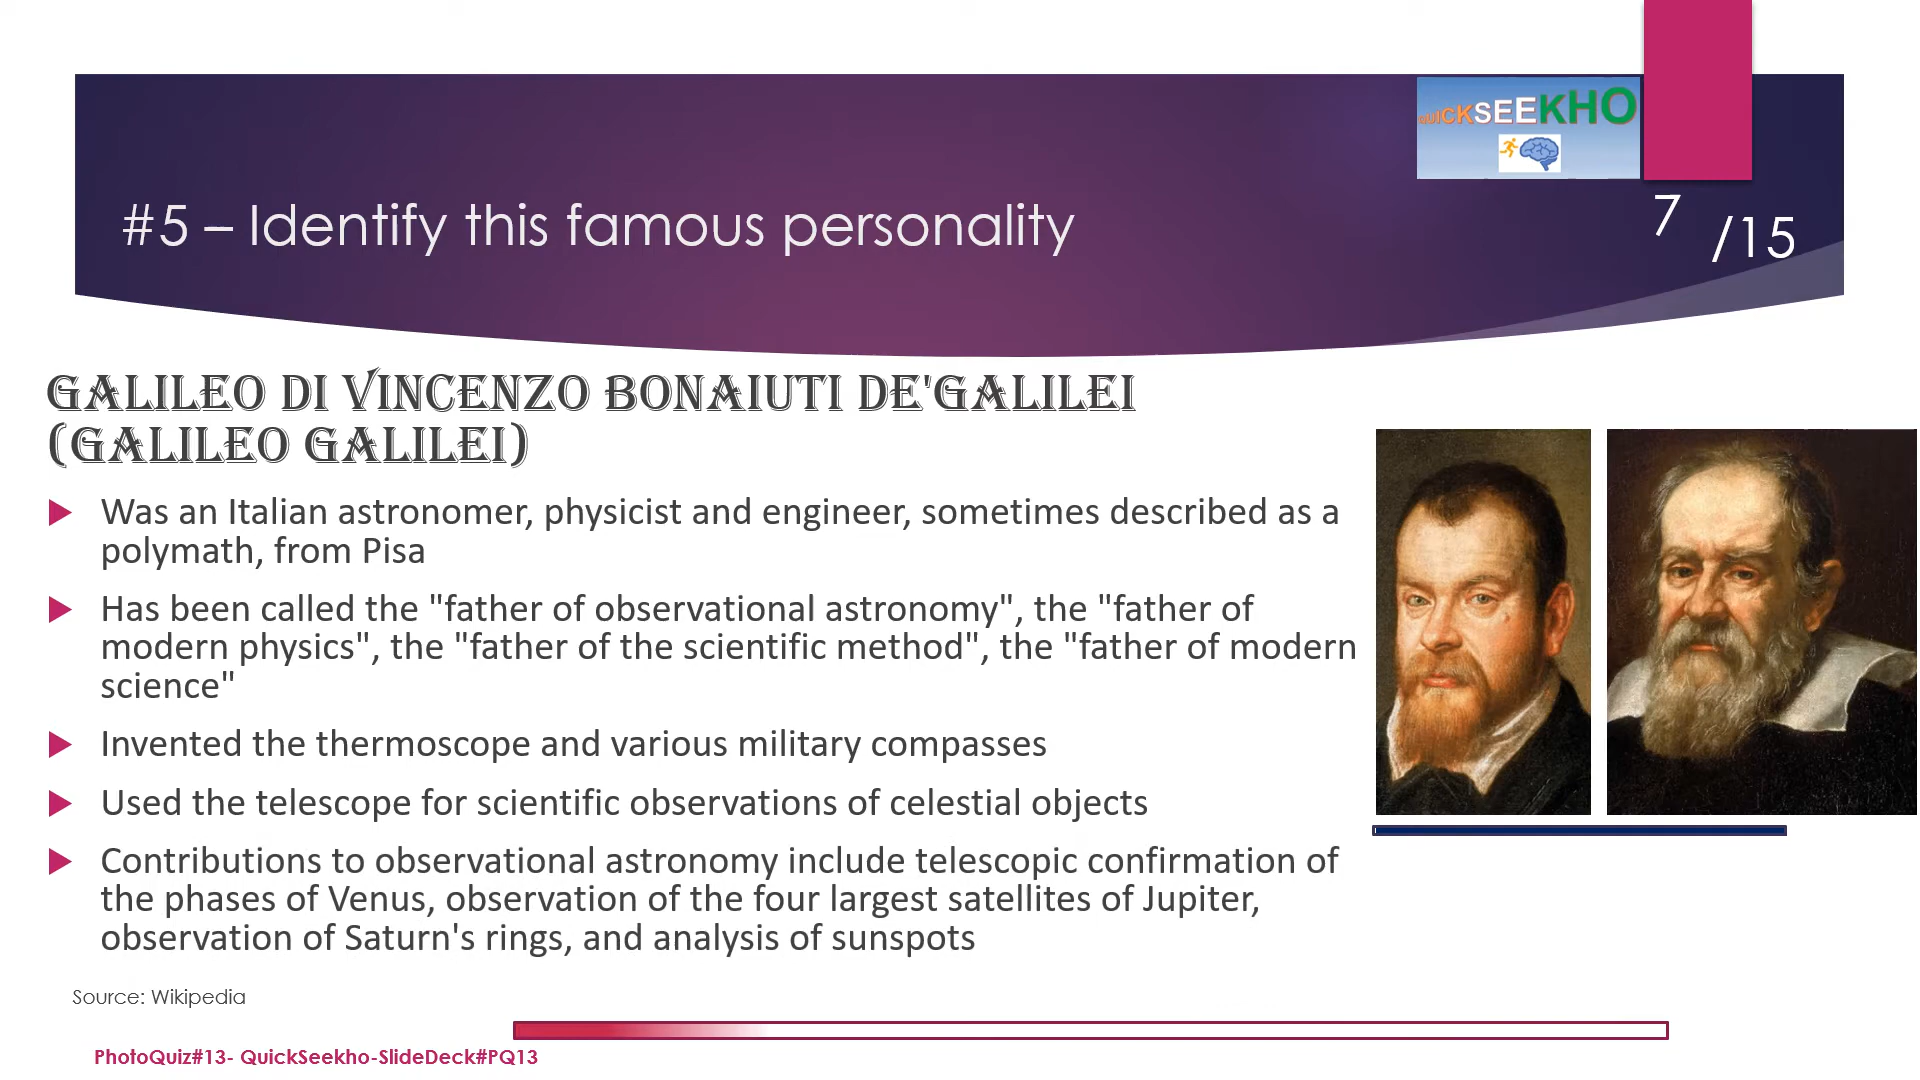 QUICKSEEKHO
#5 – Identify this famous personality
7 /15
GALILEO DI VINCENZO BONAIUTI DE'GALILEI
(GALILEO GALILEI)
Was an Italian astronomer, physicist and engineer, sometimes described as a
polymath, from Pisa
Has been called the "father of observational astronomy", the "father of
modern physics", the "father of the scientific method", the "father of modern
science"
Invented the thermoscope and various military compasses
Used the telescope for scientific observations of celestial objects
Contributions to observational astronomy include telescopic confirmation of
the phases of Venus, observation of the four largest satellites of Jupiter,
observation of Saturn's rings, and analysis of sunspots
Source: Wikipedia
PhotoQuiz#13- QuickSeekho-SlideDeck#PQ13